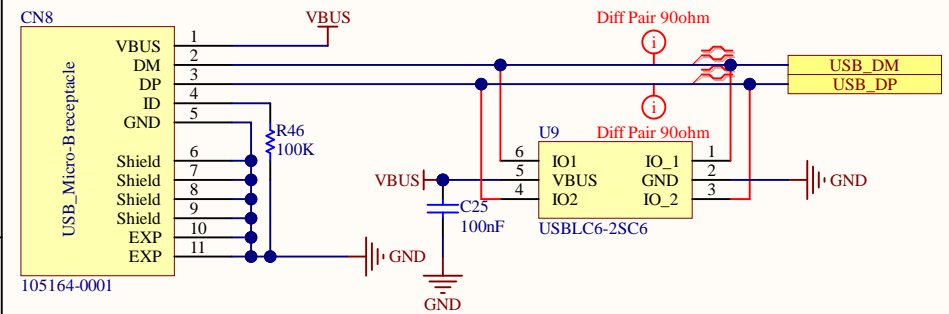 CN8
VBUS
Diff Pair 90ohm
i
1
VBUS
2
DM
USB_DM
3
DP
USB_DP
4
ID
R46
i
5
GND
100K
U9
Diff Pair 90ohm
USB_Micro-B receptacle
6
Shield
6
IO1
IO_1
1
7
Shield
VBUS
5
VBUS
GND
2
GND
8
Shield
4
IO2
IO_2
3
9
Shield
C25
10
EXP
100nF
USBLC6-2SC6
11
EXP
GND
105164-0001
GND